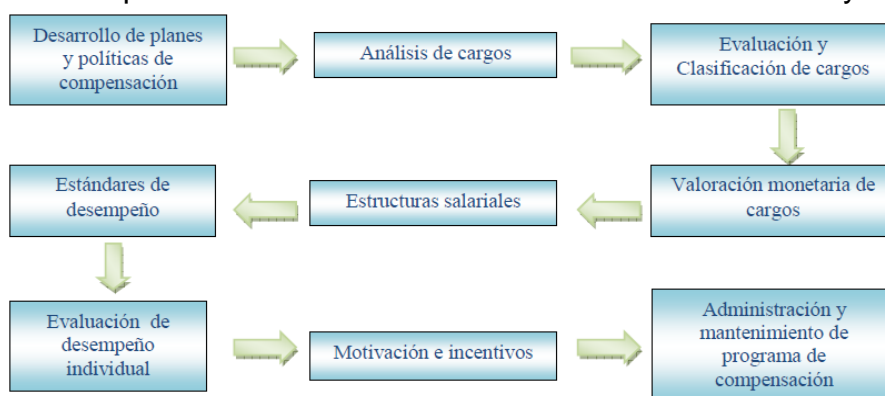 Desarrollo de planes
y políticas de
compensación
Análisis de cargos
Evaluación y
Clasificación de cargos
Valoración monetaria de
cargos
Estructuras salariales
Estándares de
desempeño
Evaluación de
desempeño
individual
Motivación e incentivos
Administración y
mantenimiento de
programa de
compensación